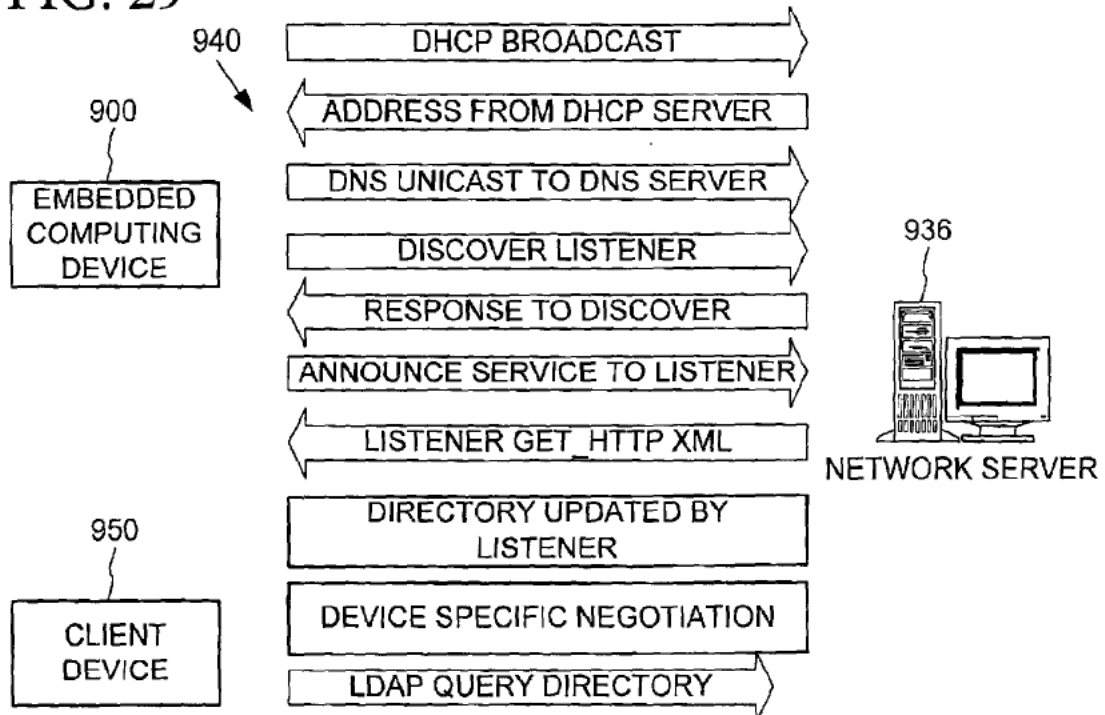 FIG. 29
940
DHCP BROADCAST
ADDRESS FROM DHCP SERVER
900
EMBEDDED
COMPUTING
DEVICE
DNS UNICAST TO DNS SERVER
DISCOVER LISTENER
936
RESPONSE TO DISCOVER
ANNOUNCE SERVICE TO LISTENER
LISTENER GET_HTTP XML
NETWORK SERVER
DIRECTORY UPDATED BY
LISTENER
950
CLIENT
DEVICE
DEVICE SPECIFIC NEGOTIATION
LDAP QUERY DIRECTORY